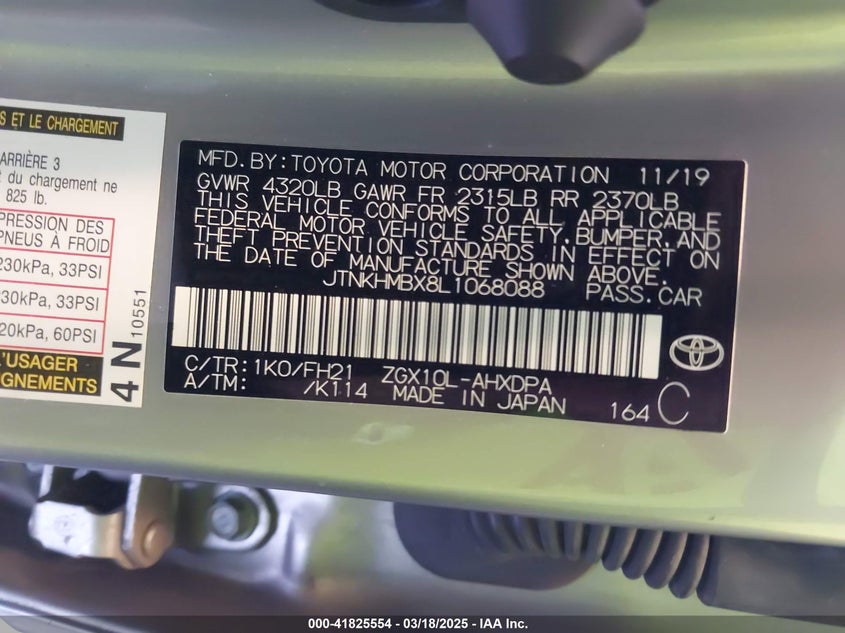 S ET LE CHARGEMENT
ARRIÈRE 3
du chargement ne
825 lb.
PRESSION DES
PNEUS À FROID
230kPa, 33PSI
230kPa, 33PSI
420kPa, 60PSI
L'USAGER
IGNEMENTS
4N 10551
MFD.BY:TOYOTA MOTOR CORPORATION 11/19
GVWR 4320LB GAWR FR 2315LB RR 2370LB
THIS VEHICLE CONFORMS TO ALL APPLICABLE
FEDERAL MOTOR VEHICLE SAFETY,BUMPER,AND
THEFT PREVENTION STANDARDS IN EFFECT ON
THE DATE OF MANUFACTURE SHOWN ABOVE.
JTNKHMBX8L1068088 PASS.CAR
C/TR:1K0/FH21 ZGX10L-AHXDPA
A/TM: /K114 MADE IN JAPAN 164 C
000-41825554 - 03/18/2025 - IAA Inc.